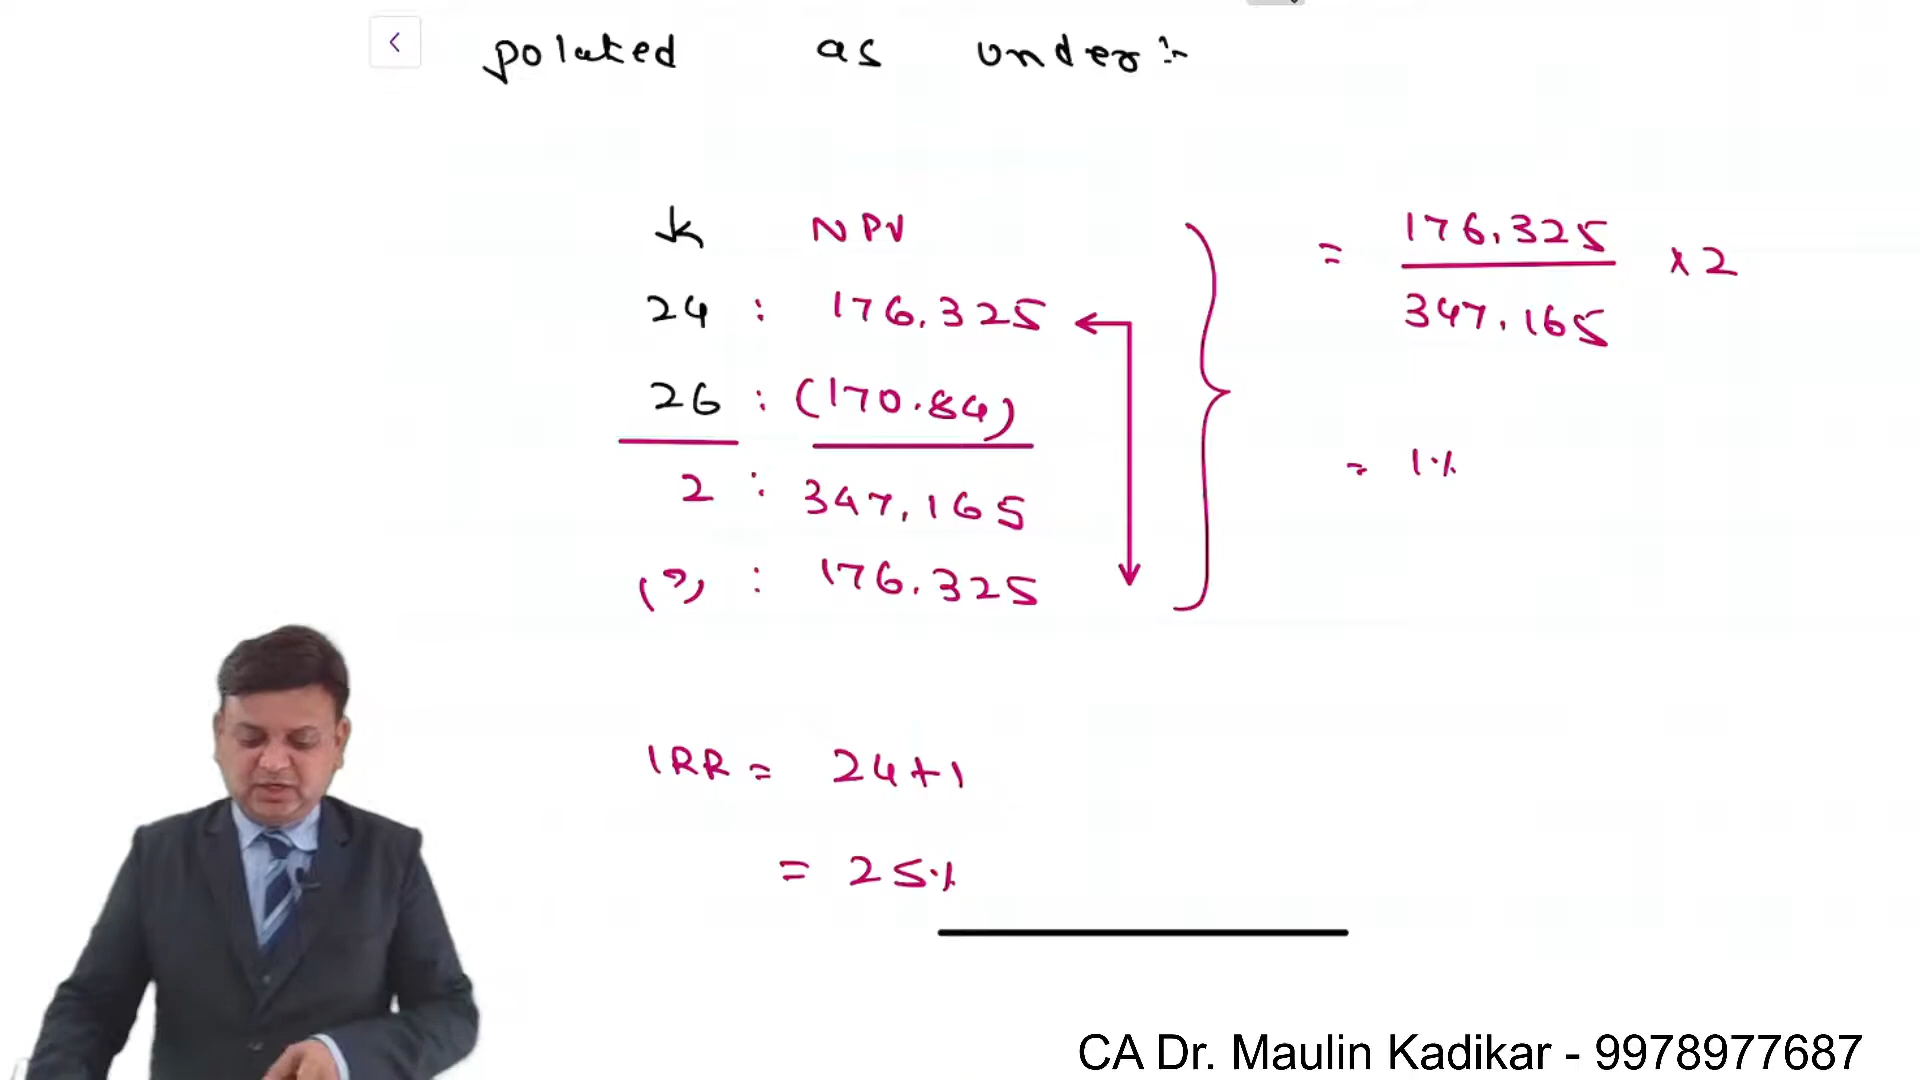 polated as under :-
k NPV
24 : 176.325
26 : (170.84)
2 : 347.165
(?) : 176.325
= 176.325 / 347.165 × 2
= 1%
IRR = 24+1
= 25%
CA Dr. Maulin Kadikar - 9978977687